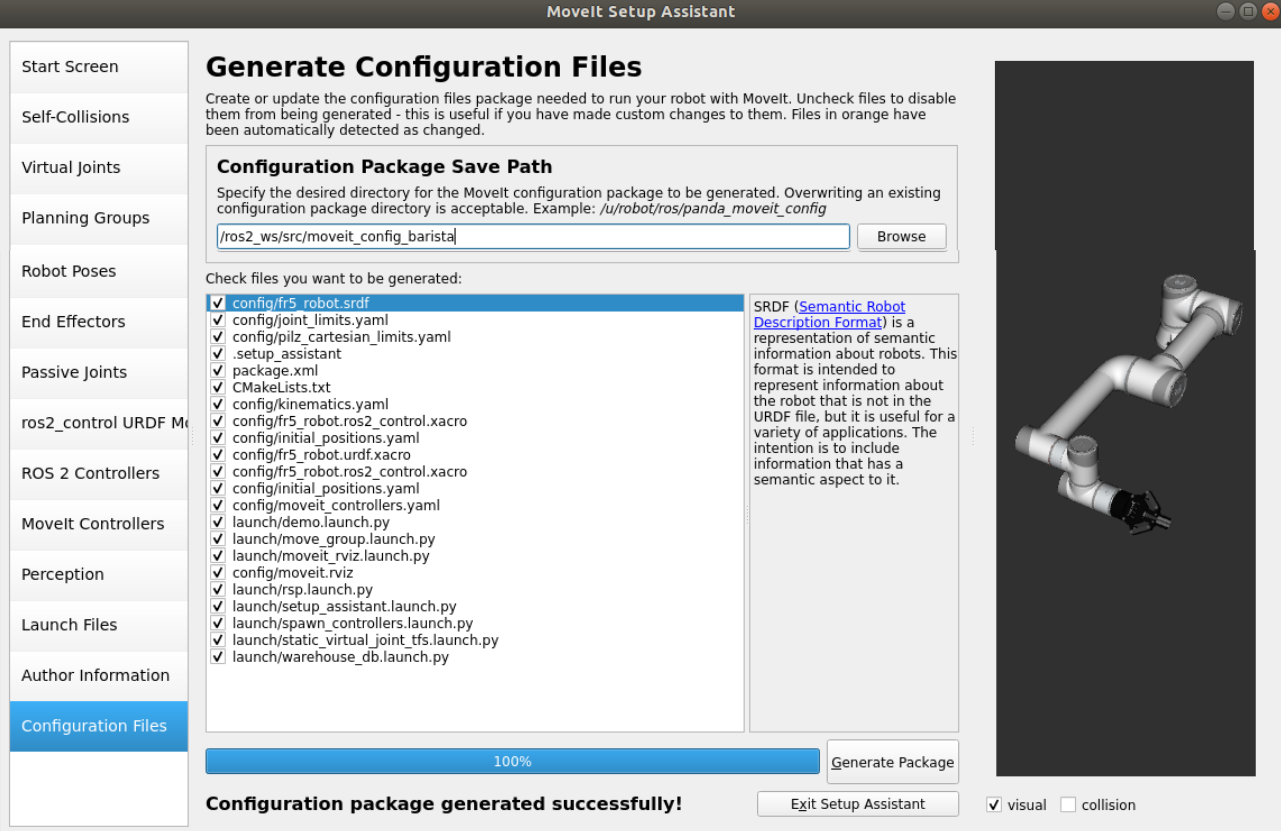 MoveIt Setup Assistant
Start Screen
Self-Collisions
Virtual Joints
Planning Groups
Robot Poses
End Effectors
Passive Joints
ros2_control URDF Mo
ROS 2 Controllers
MoveIt Controllers
Perception
Launch Files
Author Information
Configuration Files
Generate Configuration Files
Create or update the configuration files package needed to run your robot with MoveIt. Uncheck files to disable
them from being generated - this is useful if you have made custom changes to them. Files in orange have
been automatically detected as changed.
Configuration Package Save Path
Specify the desired directory for the MoveIt configuration package to be generated. Overwriting an existing
configuration package directory is acceptable. Example: /u/robot/ros/panda_moveit_config
/ros2_ws/src/moveit_config_barista
Browse
Check files you want to be generated:
config/fr5_robot.srdf
config/joint_limits.yaml
config/pilz_cartesian_limits.yaml
.setup_assistant
package.xml
CMakeLists.txt
config/kinematics.yaml
config/fr5_robot.ros2_control.xacro
config/initial_positions.yaml
config/fr5_robot.urdf.xacro
config/fr5_robot.ros2_control.xacro
config/initial_positions.yaml
config/moveit_controllers.yaml
launch/demo.launch.py
launch/move_group.launch.py
launch/moveit_rviz.launch.py
config/moveit.rviz
launch/rsp.launch.py
launch/setup_assistant.launch.py
launch/spawn_controllers.launch.py
launch/static_virtual_joint_tfs.launch.py
launch/warehouse_db.launch.py
SRDF (Semantic Robot
Description Format) is a
representation of semantic
information about robots. This
format is intended to
represent information about
the robot that is not in the
URDF file, but it is useful for a
variety of applications. The
intention is to include
information that has a
semantic aspect to it.
100%
Generate Package
Configuration package generated successfully!
Exit Setup Assistant
visual
collision